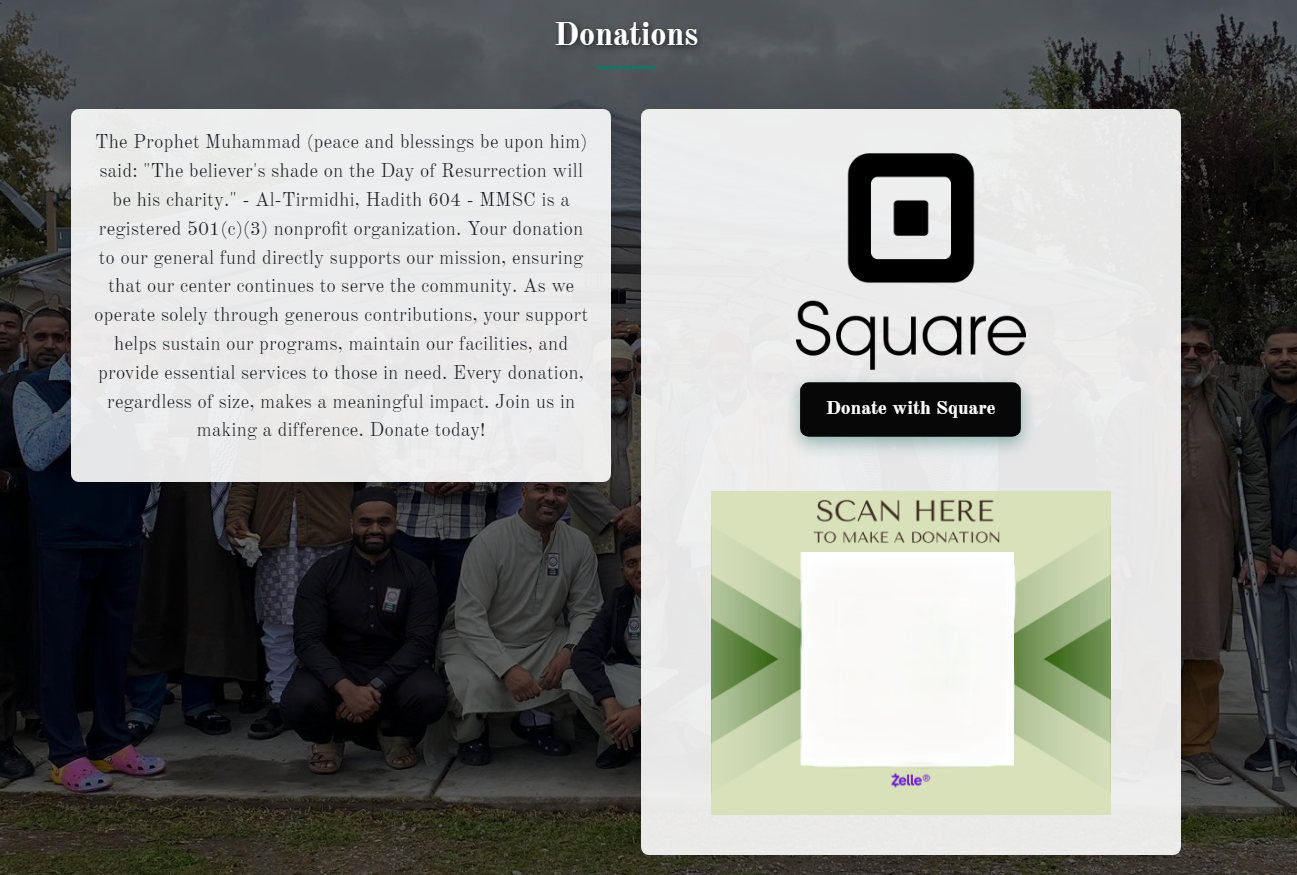 Donations
The Prophet Muhammad (peace and blessings be upon him)
said: "The believer's shade on the Day of Resurrection will
be his charity." - Al-Tirmidhi, Hadith 604 - MMSC is a
registered 501(c)(3) nonprofit organization. Your donation
to our general fund directly supports our mission, ensuring
that our center continues to serve the community. As we
operate solely through generous contributions, your support
helps sustain our programs, maintain our facilities, and
provide essential services to those in need. Every donation,
regardless of size, makes a meaningful impact. Join us in
making a difference. Donate today!
Square
Donate with Square
SCAN HERE
TO MAKE A DONATION
Zelle®